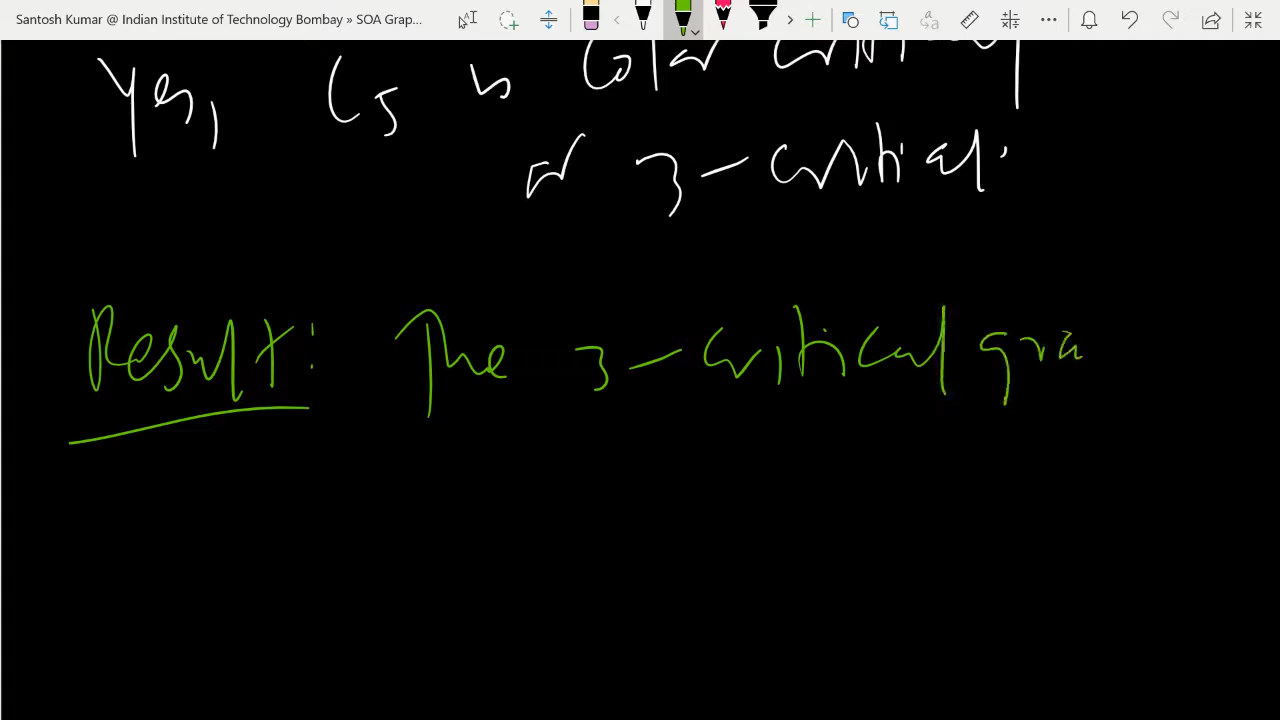 Santosh Kumar @ Indian Institute of Technology Bombay » SOA Grap...
Yes, C5 is Color critical
or 3-critical.
Result: The 3-critical gra